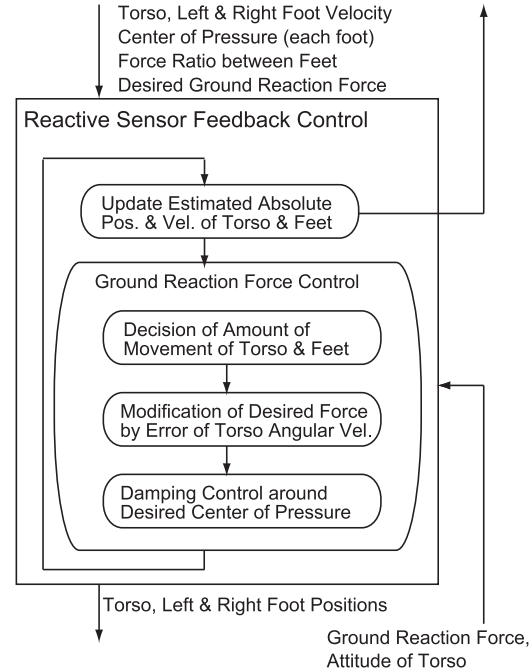 Torso, Left & Right Foot Velocity
Center of Pressure (each foot)
Force Ratio between Feet
Desired Ground Reaction Force
Reactive Sensor Feedback Control
Update Estimated Absolute
Pos. & Vel. of Torso & Feet
Ground Reaction Force Control
Decision of Amount of
Movement of Torso & Feet
Modification of Desired Force
by Error of Torso Angular Vel.
Damping Control around
Desired Center of Pressure
Torso, Left & Right Foot Positions
Ground Reaction Force,
Attitude of Torso